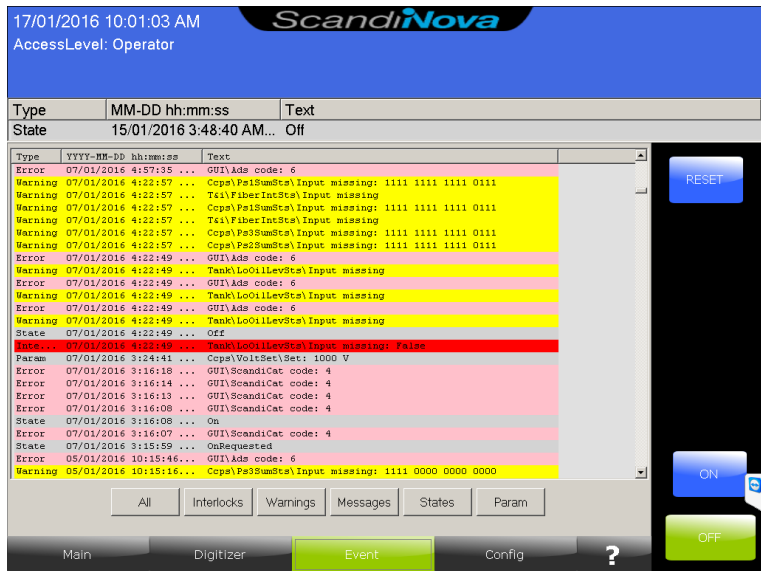 17/01/2016 10:01:03 AM
ScandiNova
AccessLevel: Operator
Type MM-DD hh:mm:ss Text
State 15/01/2016 3:48:40 AM... Off
Type YYYY-MM-DD hh:mm:ss Text
Error 07/01/2016 4:57:35 ... GUI\Ads code: 6
Warning 07/01/2016 4:22:57 ... Ccps\Ps1SumSts\Input missing: 1111 1111 1111 0111
Warning 07/01/2016 4:22:57 ... T&i\FiberIntSts\Input missing
Warning 07/01/2016 4:22:57 ... Ccps\Ps1SumSts\Input missing: 1111 1111 1111 0111
Warning 07/01/2016 4:22:57 ... T&i\FiberIntSts\Input missing
Warning 07/01/2016 4:22:57 ... Ccps\Ps3SumSts\Input missing: 1111 1111 1111 0111
Warning 07/01/2016 4:22:57 ... Ccps\Ps2SumSts\Input missing: 1111 1111 1111 0111
Error 07/01/2016 4:22:49 ... GUI\Ads code: 6
Warning 07/01/2016 4:22:49 ... Tank\LoOilLevSts\Input missing
Error 07/01/2016 4:22:49 ... GUI\Ads code: 6
Warning 07/01/2016 4:22:49 ... Tank\LoOilLevSts\Input missing
Error 07/01/2016 4:22:49 ... GUI\Ads code: 6
Warning 07/01/2016 4:22:49 ... Tank\LoOilLevSts\Input missing
State 07/01/2016 4:22:49 ... Off
Inte... 07/01/2016 4:22:49 ... Tank\LoOilLevSts\Input missing: False
Param 07/01/2016 3:24:41 ... Ccps\VoltSet\Set: 1000 V
Error 07/01/2016 3:16:18 ... GUI\ScandiCat code: 4
Error 07/01/2016 3:16:14 ... GUI\ScandiCat code: 4
Error 07/01/2016 3:16:13 ... GUI\ScandiCat code: 4
Error 07/01/2016 3:16:08 ... GUI\ScandiCat code: 4
State 07/01/2016 3:16:08 ... On
Error 07/01/2016 3:16:07 ... GUI\ScandiCat code: 4
State 07/01/2016 3:15:59 ... OnRequested
Error 05/01/2016 10:15:46... GUI\Ads code: 6
Warning 05/01/2016 10:15:16... Ccps\Ps3SumSts\Input missing: 1111 0000 0000 0000
RESET
ON
OFF
All Interlocks Warnings Messages States Param
Main Digitizer Event Config ?